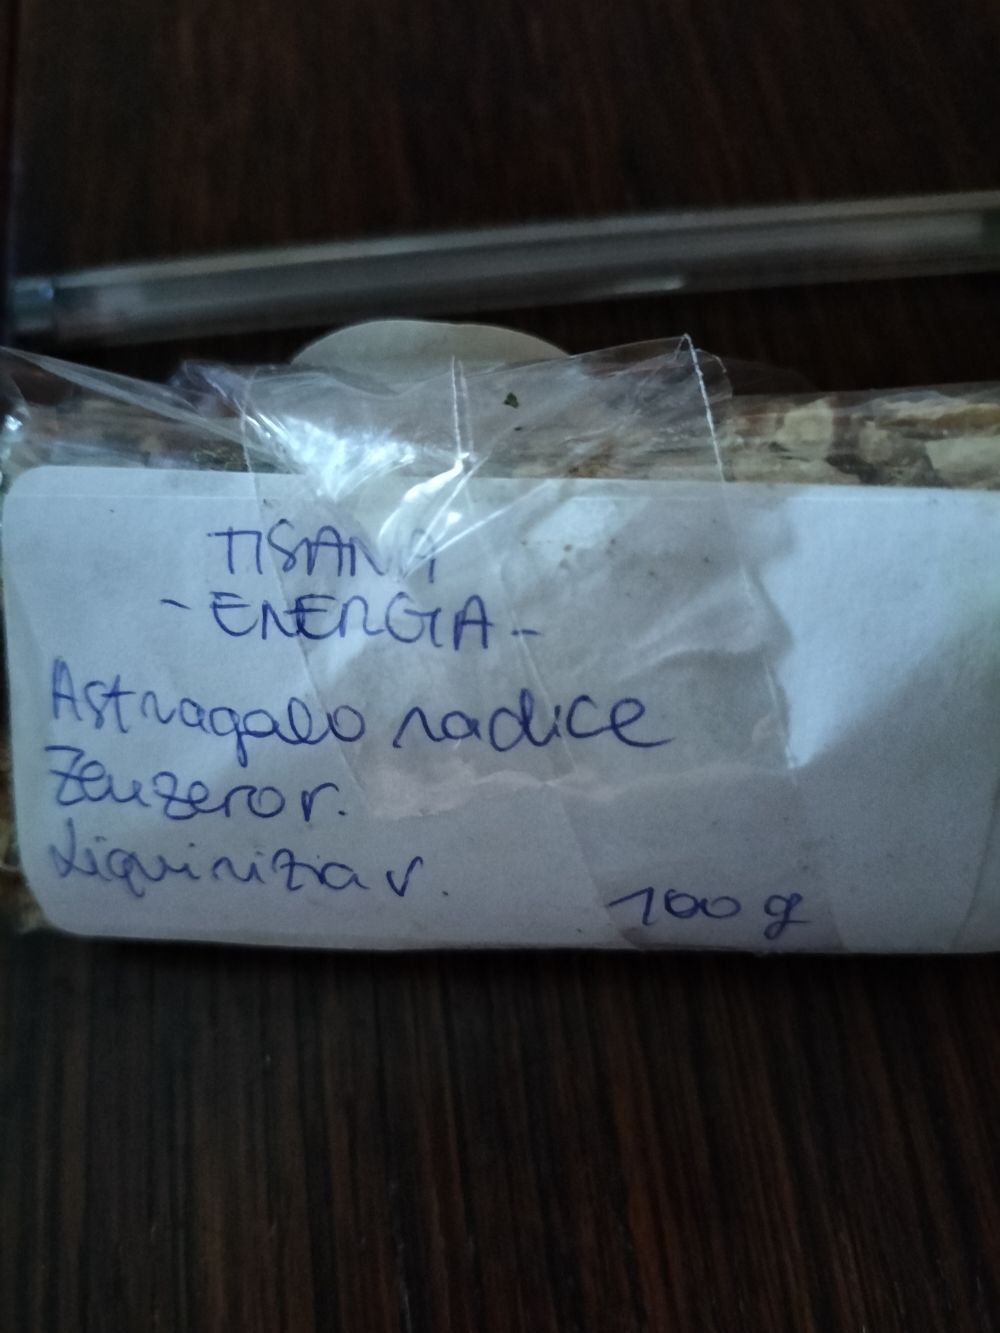 TISANA
- ENERGIA -
Astragalo radice
Zenzero r.
Liquirizia r.
100 g